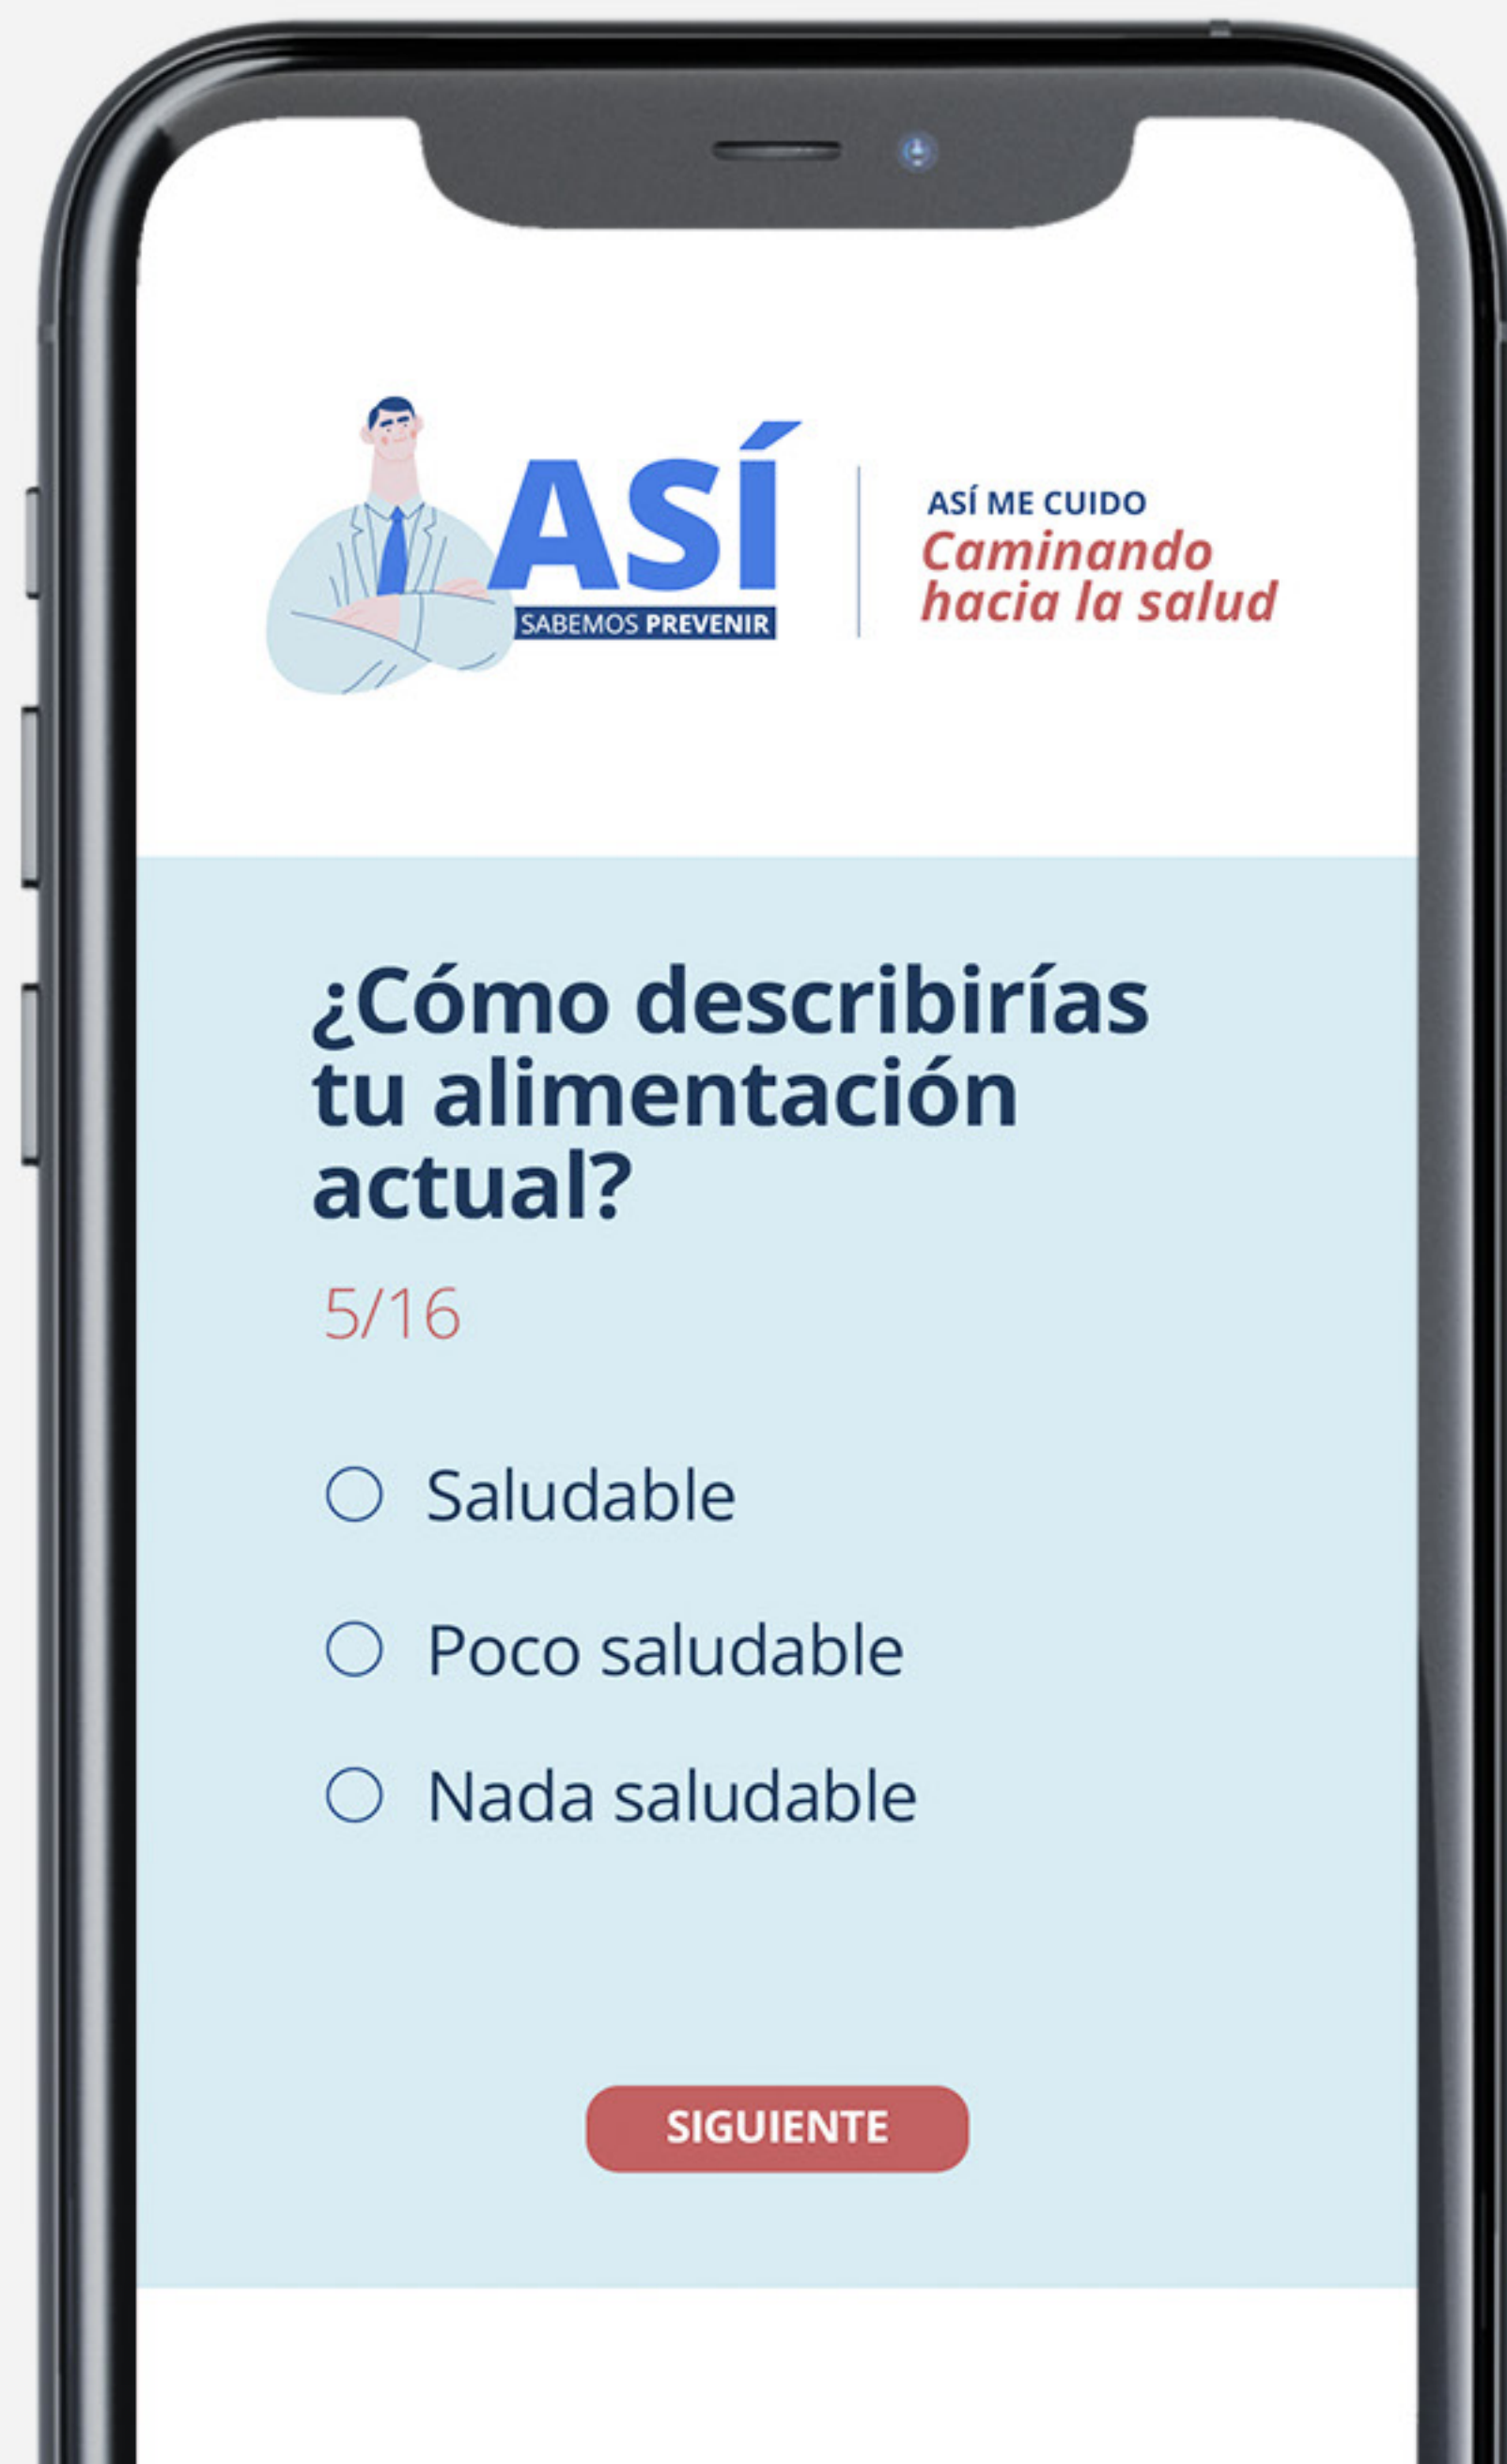 ASÍ
SABEMOS PREVENIR
ASÍ ME CUIDO
Caminando
hacia la salud
¿Cómo describirías
tu alimentación
actual?
5/16
Saludable
Poco saludable
Nada saludable
SIGUIENTE